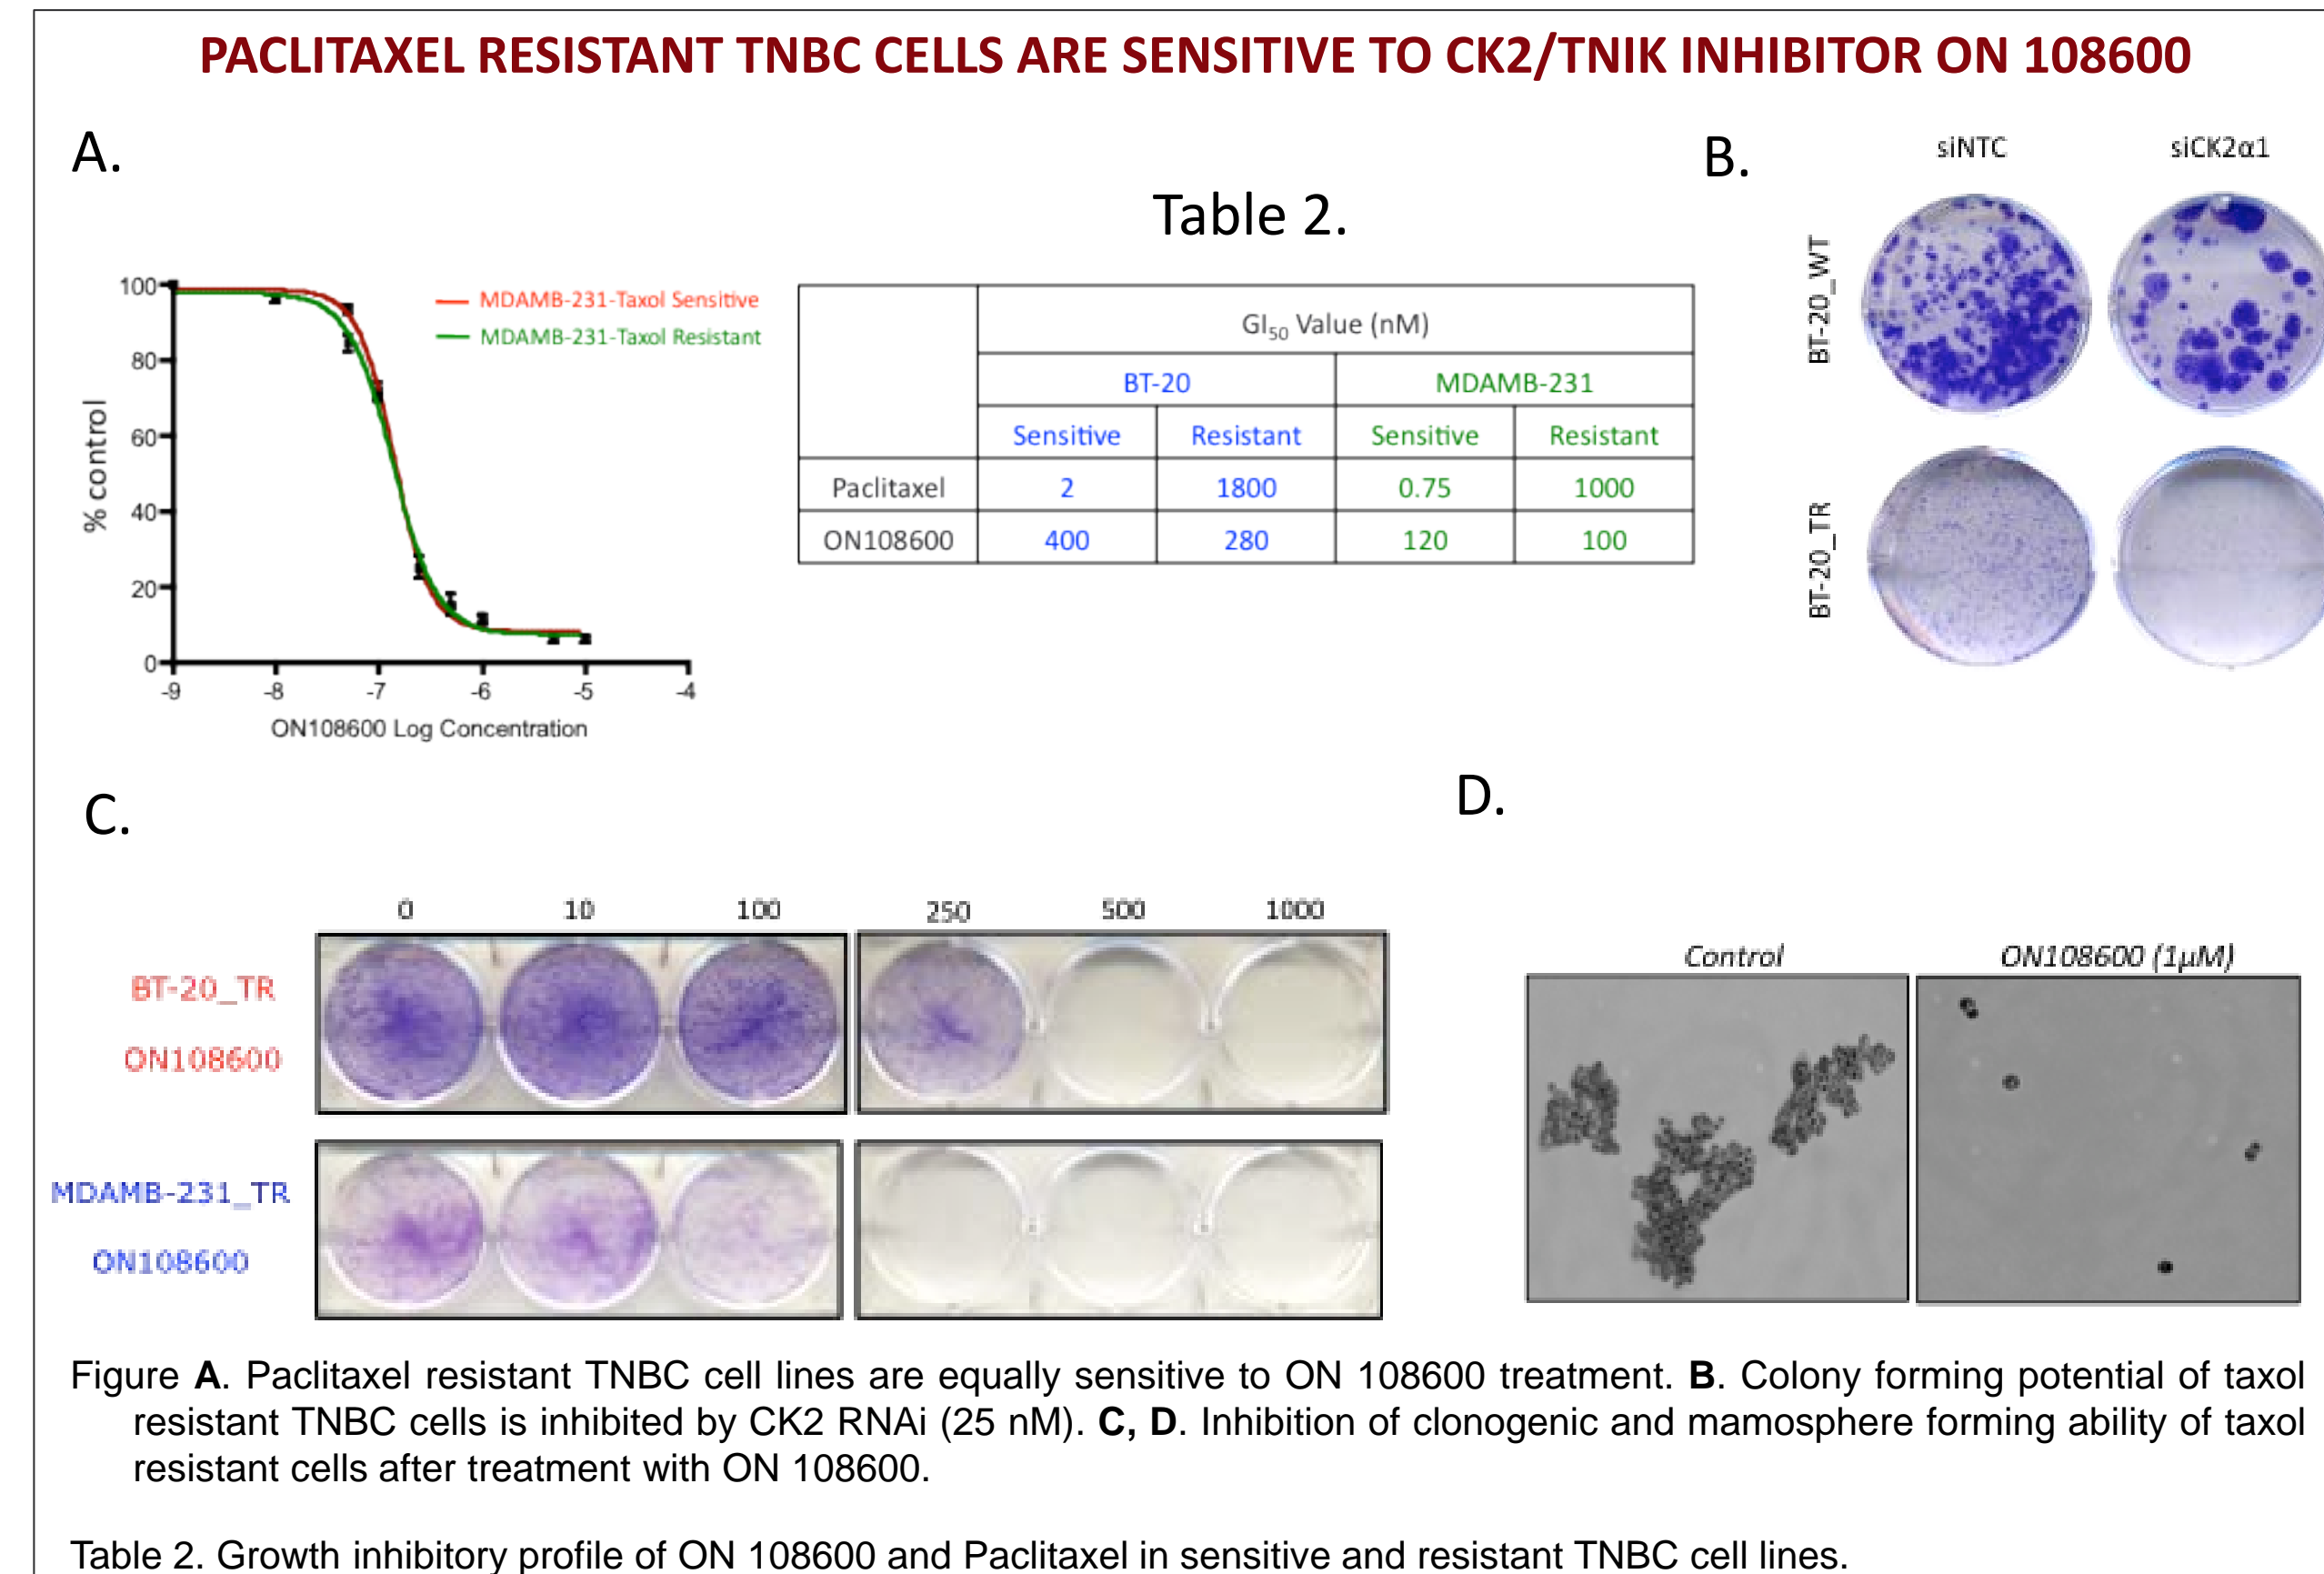 PACLITAXEL RESISTANT TNBC CELLS ARE SENSITIVE TO CK2/TNIK INHIBITOR ON 108600
A.
100
80
60
40
20
0
% control
-9 -8 -7 -6 -5 -4
ON108600 Log Concentration
MDAMB-231-Taxol Sensitive
MDAMB-231-Taxol Resistant
Table 2.
GI50 Value (nM)
BT-20 MDAMB-231
Sensitive Resistant Sensitive Resistant
Paclitaxel 2 1800 0.75 1000
ON108600 400 280 120 100
B.
siNTC siCK2α1
BT-20_WT
BT-20_TR
C.
0 10 100 250 500 1000
BT-20_TR
ON108600
MDAMB-231_TR
ON108600
D.
Control ON108600 (1µM)
Figure A. Paclitaxel resistant TNBC cell lines are equally sensitive to ON 108600 treatment. B. Colony forming potential of taxol
resistant TNBC cells is inhibited by CK2 RNAi (25 nM). C, D. Inhibition of clonogenic and mamosphere forming ability of taxol
resistant cells after treatment with ON 108600.
Table 2. Growth inhibitory profile of ON 108600 and Paclitaxel in sensitive and resistant TNBC cell lines.